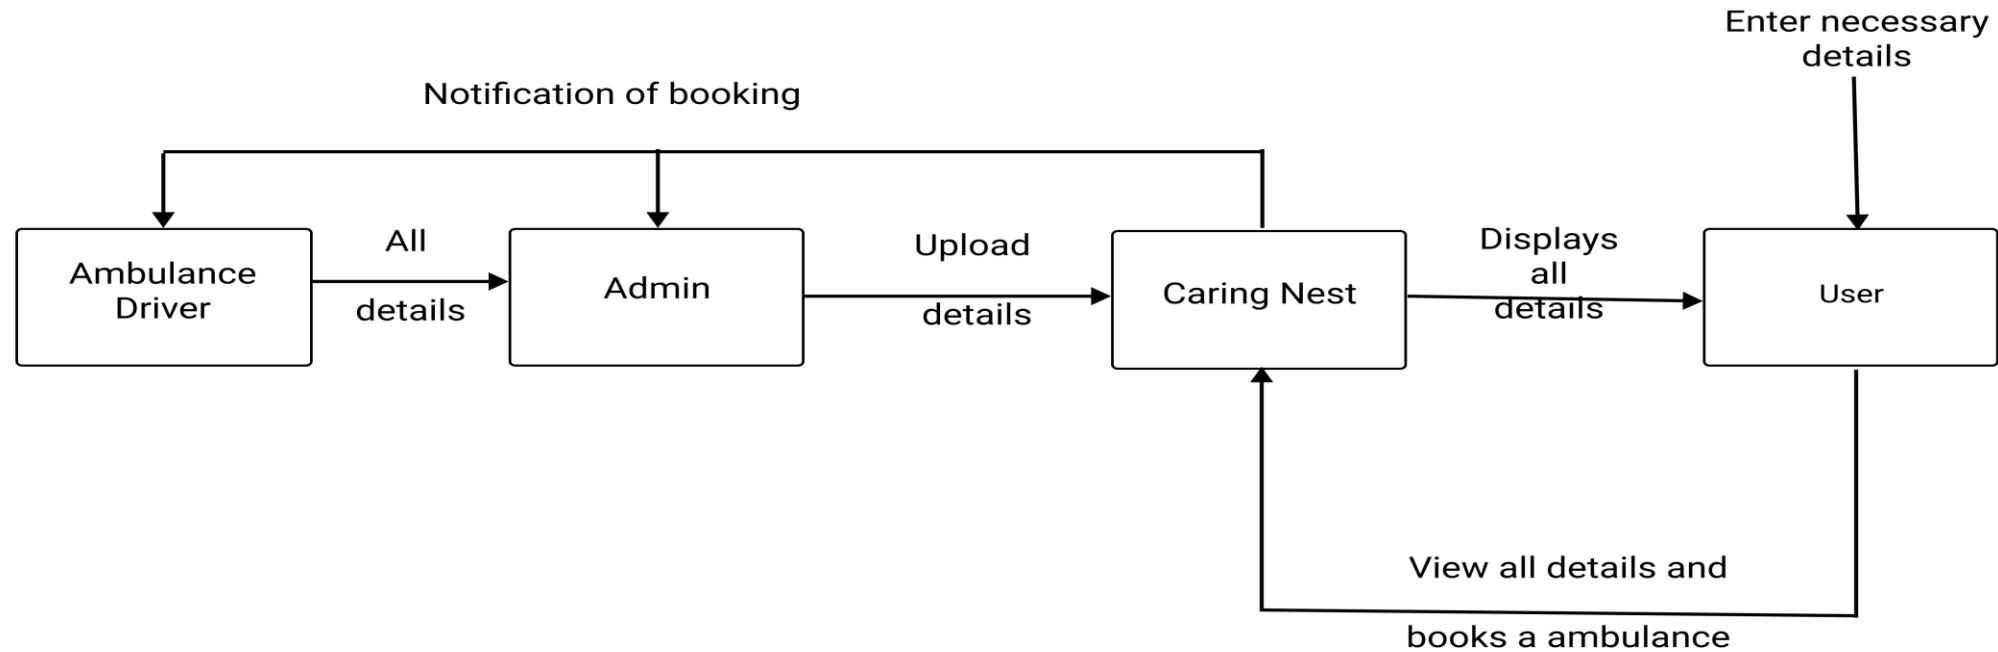 Enter necessary
details
Notification of booking
Ambulance
Driver
All
details
Admin
Upload
details
Caring Nest
Displays
all
details
User
View all details and
books a ambulance